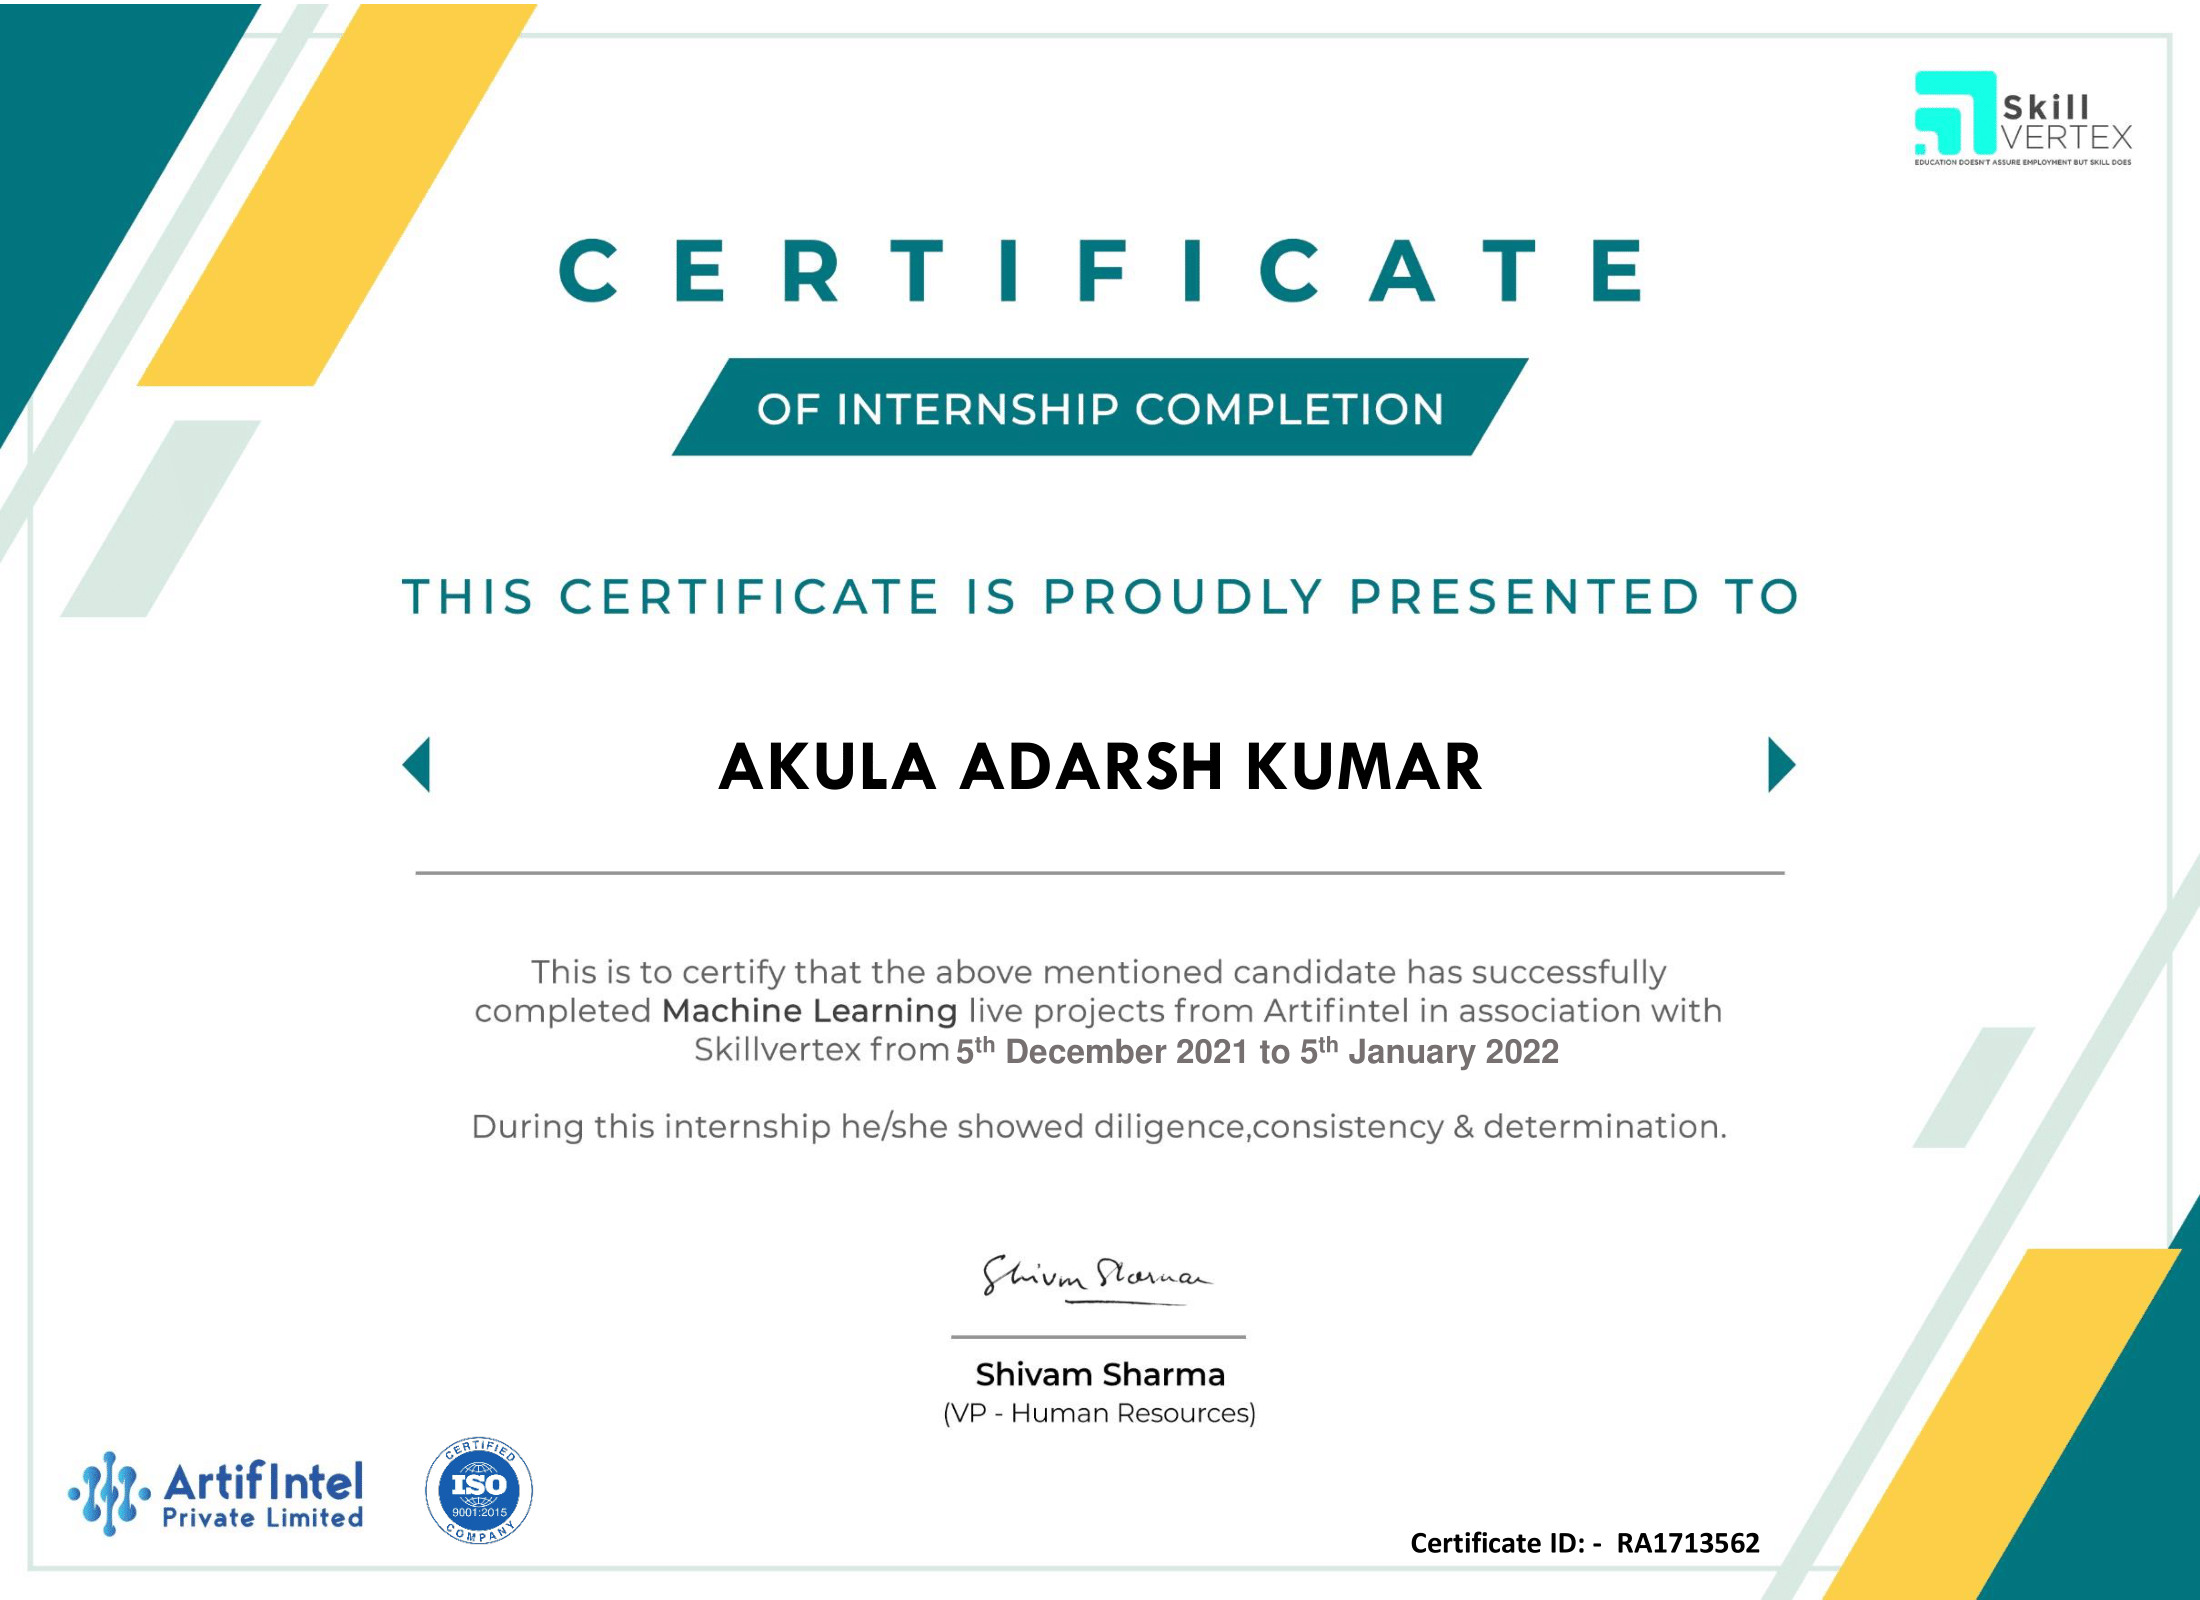 Skill
VERTEX
EDUCATION DOESN'T ASSURE EMPLOYMENT BUT SKILL DOES
CERTIFICATE
OF INTERNSHIP COMPLETION
THIS CERTIFICATE IS PROUDLY PRESENTED TO
AKULA ADARSH KUMAR
This is to certify that the above mentioned candidate has successfully
completed Machine Learning live projects from Artifintel in association with
Skillvertex from 5th December 2021 to 5th January 2022
During this internship he/she showed diligence,consistency & determination.
Shivam Sharma
Shivam Sharma
(VP - Human Resources)
ArtifIntel
Private Limited
CERTIFIED
ISO
9001:2015
COMPANY
Certificate ID: - RA1713562